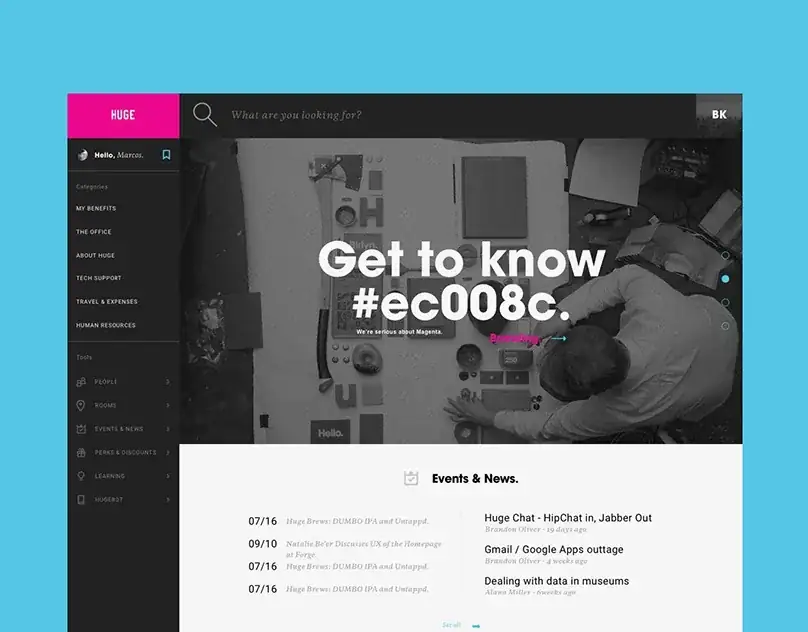 HUGE
What are you looking for?
BK
Hello, Marcos.
Categories
MY BENEFITS
THE OFFICE
ABOUT HUGE
TECH SUPPORT
TRAVEL & EXPENSES
HUMAN RESOURCES
Tools
PEOPLE
ROOMS
EVENTS & NEWS
PERKS & DISCOUNTS
LEARNING
HUGEBOT
H
Bldfyn.
Get to know
#ec008c.
We're serious about Magenta.
250
U
Hello.
Events & News.
07/16 Huge Brews: DUMBO IPA and Untappd.
09/10 Natalie Be'er Discusses UX of the Homepage
at Forge.
07/16 Huge Brews: DUMBO IPA and Untappd.
07/16 Huge Brews: DUMBO IPA and Untappd.
Huge Chat - HipChat in, Jabber Out
Brandon Oliver - 19 days ago
Gmail / Google Apps outtage
Brandon Oliver - 4 weeks ago
Dealing with data in museums
Alana Miller - 6weeks ago
See all